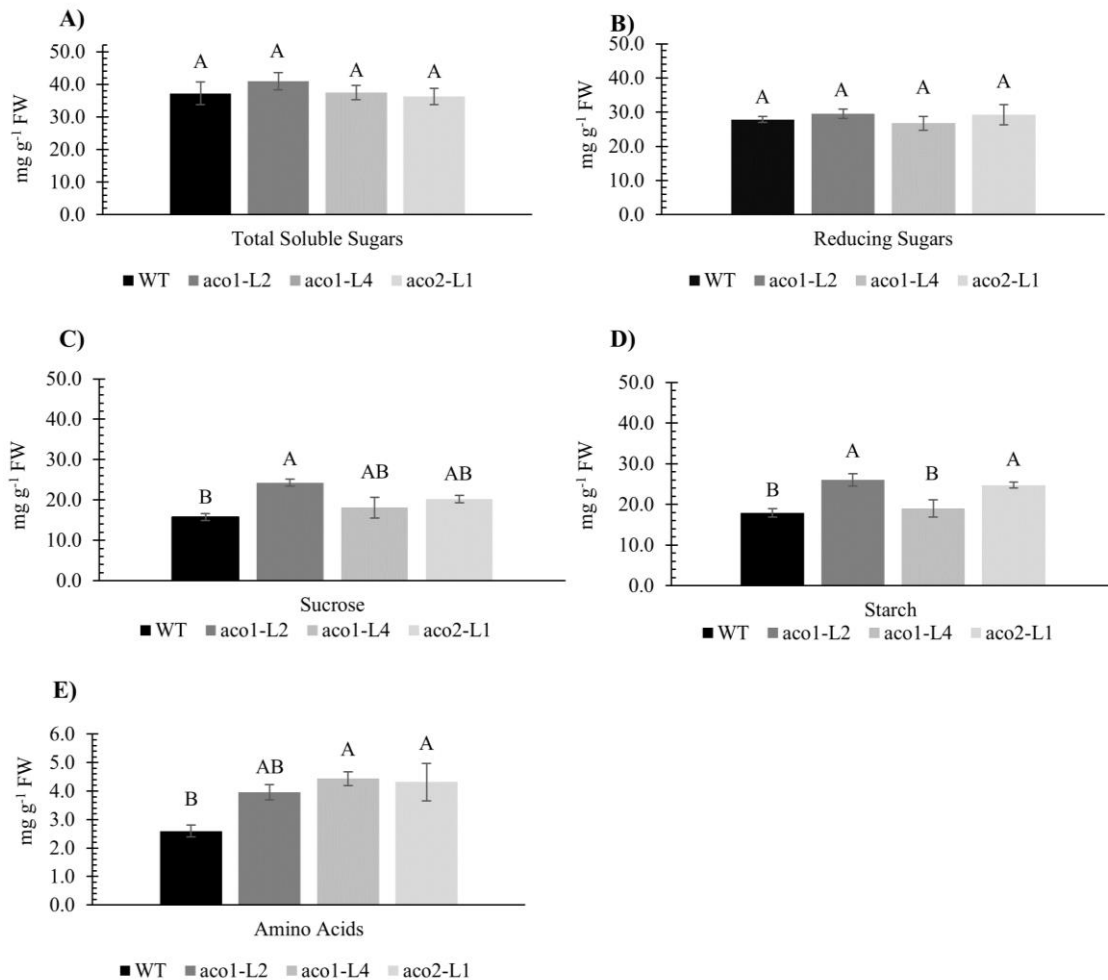 A)
A A A A
50.0
40.0
30.0
20.0
10.0
0.0
mg g⁻¹ FW
Total Soluble Sugars
WT aco1-L2 aco1-L4 aco2-L1
B)
A A A A
50.0
40.0
30.0
20.0
10.0
0.0
mg g⁻¹ FW
Reducing Sugars
WT aco1-L2 aco1-L4 aco2-L1
C)
B A AB AB
50.0
40.0
30.0
20.0
10.0
0.0
mg g⁻¹ FW
Sucrose
WT aco1-L2 aco1-L4 aco2-L1
D)
B A B A
50.0
40.0
30.0
20.0
10.0
0.0
mg g⁻¹ FW
Starch
WT aco1-L2 aco1-L4 aco2-L1
E)
B AB A A
6.0
5.0
4.0
3.0
2.0
1.0
0.0
mg g⁻¹ FW
Amino Acids
WT aco1-L2 aco1-L4 aco2-L1